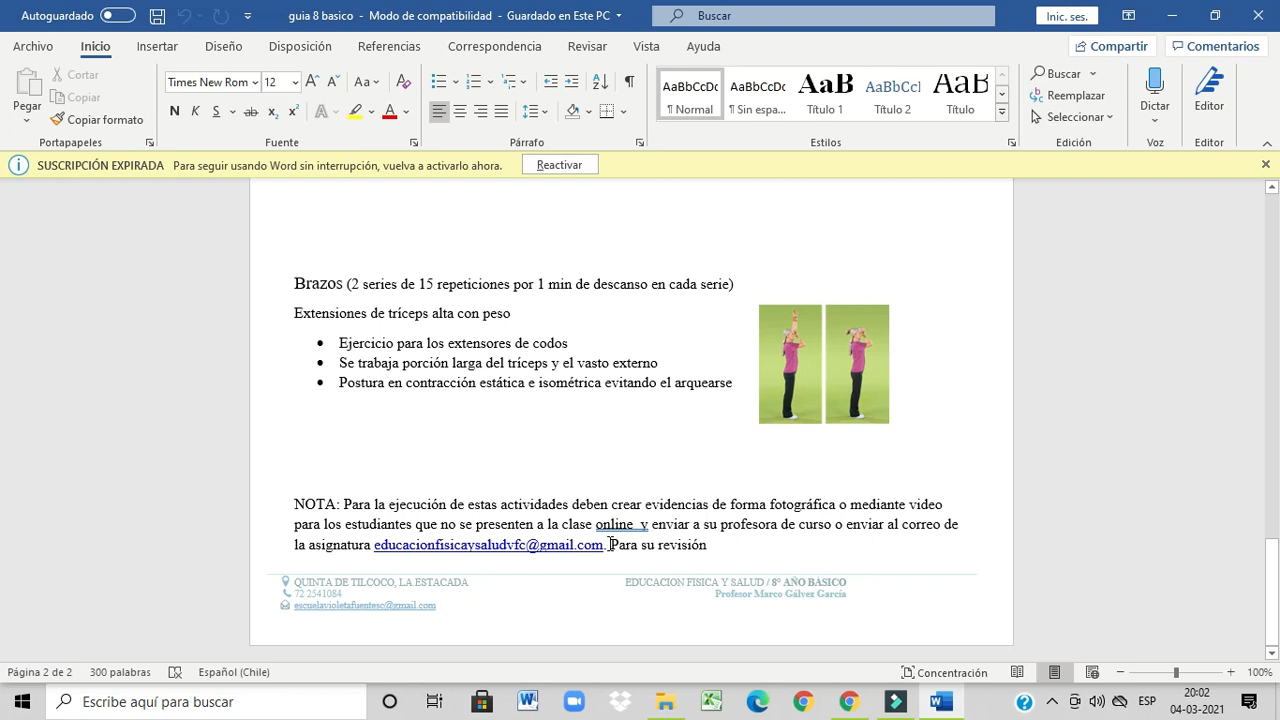 Autoguardado
guia 8 basico - Modo de compatibilidad - Guardado en Este PC
Buscar
Inic. ses.
Archivo Inicio Insertar Diseño Disposición Referencias Correspondencia Revisar Vista Ayuda
Compartir Comentarios
Pegar
Cortar
Copiar
Copiar formato
Portapapeles
Times New Rom 12
N K S
Fuente
Párrafo
AaBbCcDc AaBbCcDc AaB AaBbCcI AaB
¶ Normal ¶ Sin espa... Título 1 Título 2 Título
Estilos
Buscar
Reemplazar
Seleccionar
Edición
Dictar
Voz
Editor
Editor
SUSCRIPCIÓN EXPIRADA Para seguir usando Word sin interrupción, vuelva a activarlo ahora. Reactivar
Brazos (2 series de 15 repeticiones por 1 min de descanso en cada serie)
Extensiones de tríceps alta con peso
• Ejercicio para los extensores de codos
• Se trabaja porción larga del tríceps y el vasto externo
• Postura en contracción estática e isométrica evitando el arquearse
NOTA: Para la ejecución de estas actividades deben crear evidencias de forma fotográfica o mediante video
para los estudiantes que no se presenten a la clase online y enviar a su profesora de curso o enviar al correo de
la asignatura educacionfisicaysaludvfc@gmail.com. Para su revisión
QUINTA DE TILCOCO, LA ESTACADA
72 2541084
escuelavioletafuentesc@gmail.com
EDUCACION FISICA Y SALUD / 8° AÑO BÁSICO
Profesor Marco Gálvez García
Página 2 de 2 300 palabras Español (Chile)
Concentración
100%
Escribe aquí para buscar
ESP
20:02
04-03-2021